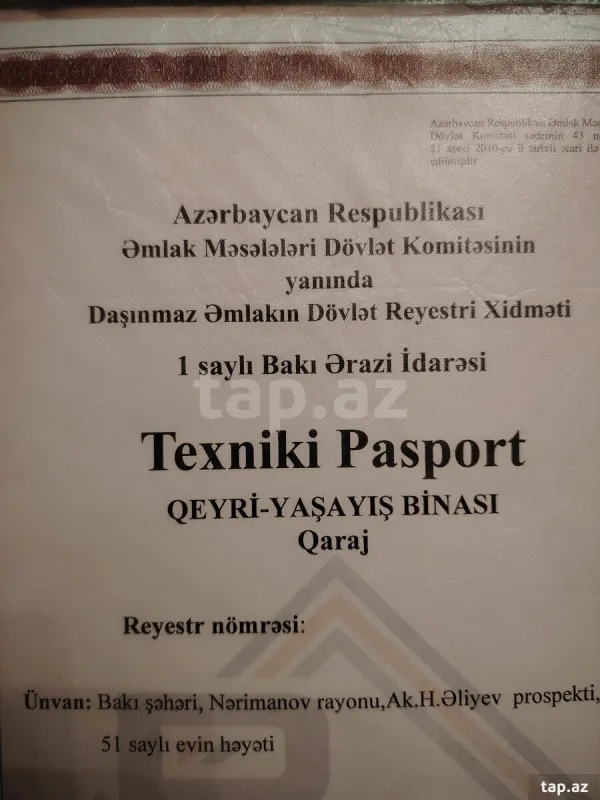 Azərbaycan Respublikası Əmlak Məs
Dövlət Komitəsi sədrinin 43 n
21 aprel 2010-cu il tarixli əmri ilə
edilmişdir
Azərbaycan Respublikası
Əmlak Məsələləri Dövlət Komitəsinin
yanında
Daşınmaz Əmlakın Dövlət Reyestri Xidməti
1 saylı Bakı Ərazi İdarəsi
tap.az
Texniki Pasport
QEYRİ-YAŞAYIŞ BİNASI
Qaraj
Reyestr nömrəsi:
Ünvan: Bakı şəhəri, Nərimanov rayonu,Ak.H.Əliyev prospekti,
51 saylı evin həyəti
tap.az